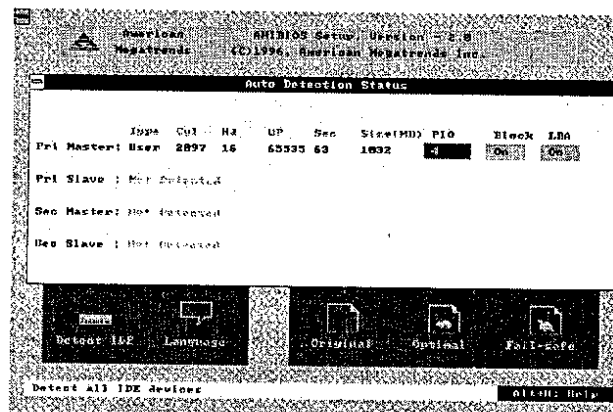 American
Megatrends
AMIBIOS Setup, Version - 2.0
(C)1996, American Megatrends Inc.
Auto Detection Status
Type Cyl Hd WP Sec Size(MB) PIO Block LBA
Pri Master: User 2097 16 65535 63 1032 4 On On
Pri Slave : Not Detected
Sec Master: Not Detected
Sec Slave : Not Detected
Detect IDE
Language
Original
Optimal
Fail-safe
Detect All IDE devices
Alt+H: Help